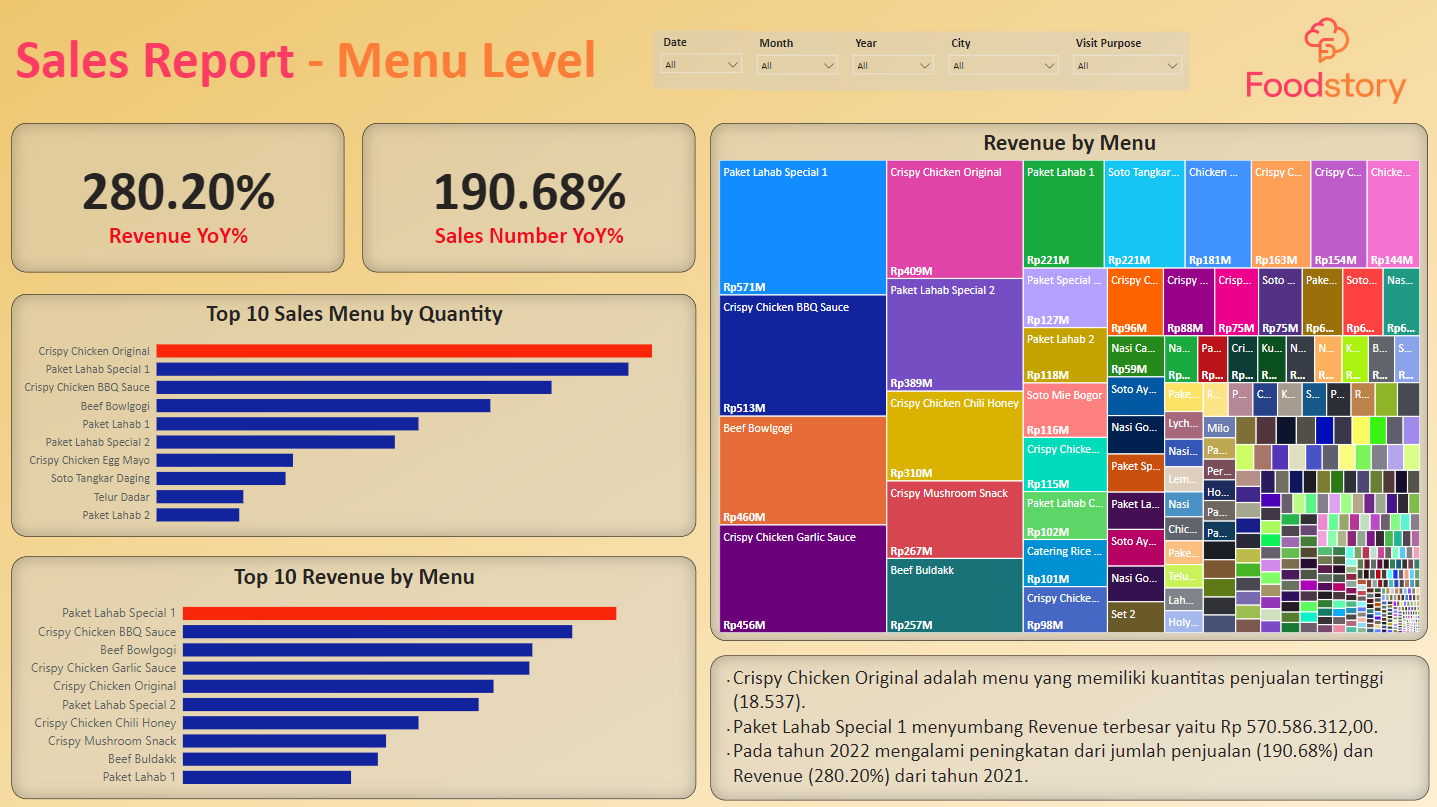 Sales Report - Menu Level
Date
Month
Year
City
Visit Purpose
All
All
All
All
All
Foodstory
280.20%
Revenue YoY%
190.68%
Sales Number YoY%
Top 10 Sales Menu by Quantity
Crispy Chicken Original
Paket Lahab Special 1
Crispy Chicken BBQ Sauce
Beef Bowlgogi
Paket Lahab 1
Paket Lahab Special 2
Crispy Chicken Egg Mayo
Soto Tangkar Daging
Telur Dadar
Paket Lahab 2
Top 10 Revenue by Menu
Paket Lahab Special 1
Crispy Chicken BBQ Sauce
Beef Bowlgogi
Crispy Chicken Garlic Sauce
Crispy Chicken Original
Paket Lahab Special 2
Crispy Chicken Chili Honey
Crispy Mushroom Snack
Beef Buldakk
Paket Lahab 1
Revenue by Menu
Paket Lahab Special 1
Rp571M
Crispy Chicken BBQ Sauce
Rp513M
Beef Bowlgogi
Rp460M
Crispy Chicken Garlic Sauce
Rp456M
Crispy Chicken Original
Rp409M
Paket Lahab Special 2
Rp389M
Crispy Chicken Chili Honey
Rp310M
Crispy Mushroom Snack
Rp267M
Beef Buldakk
Rp257M
Paket Lahab 1
Rp221M
Soto Tangkar...
Rp221M
Chicken ...
Rp181M
Crispy C...
Rp163M
Crispy C...
Rp154M
Chicke...
Rp144M
Paket Special ...
Rp127M
Paket Lahab 2
Rp118M
Soto Mie Bogor
Rp116M
Crispy Chicke...
Rp115M
Paket Lahab C...
Rp102M
Catering Rice ...
Rp101M
Crispy Chicke...
Rp98M
Crispy C...
Rp96M
Crispy ...
Rp88M
Crisp...
Rp75M
Soto ...
Rp75M
Pake...
Rp6...
Soto...
Rp6...
Nas...
Rp6...
Nasi Ca...
Rp59M
Na...
Rp...
Pa...
Rp...
Cri...
Rp...
Ku...
Rp...
N...
R...
N...
R...
K...
R...
B...
R...
S...
R...
Soto Ay...
Nasi Go...
Paket Sp...
Paket La...
Soto Ay...
Nasi Go...
Set 2
Pake...
R...
P...
C...
K...
S...
P...
R...
Lych...
Nasi...
Lem...
Nasi
Chic...
Pake...
Telu...
Lah...
Holy...
Milo
Pa...
Per...
Ho...
Pa...
Pa...
· Crispy Chicken Original adalah menu yang memiliki kuantitas penjualan tertinggi
(18.537).
· Paket Lahab Special 1 menyumbang Revenue terbesar yaitu Rp 570.586.312,00.
· Pada tahun 2022 mengalami peningkatan dari jumlah penjualan (190.68%) dan
Revenue (280.20%) dari tahun 2021.